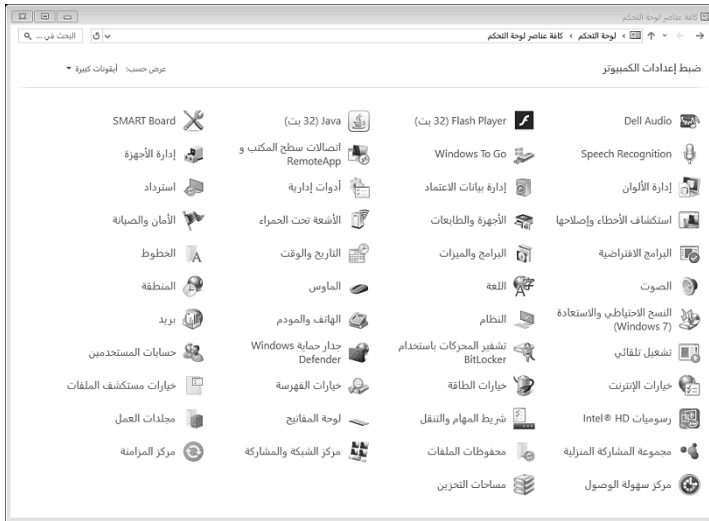 كافة عناصر لوحة التحكم
لوحة التحكم › كافة عناصر لوحة التحكم
البحث في ...
ضبط إعدادات الكمبيوتر
عرض حسب: أيقونات كبيرة
Dell Audio
Flash Player (32 بت)
Java (32 بت)
SMART Board
Speech Recognition
Windows To Go
اتصالات سطح المكتب و
RemoteApp
إدارة الأجهزة
إدارة الألوان
إدارة بيانات الاعتماد
أدوات إدارية
استرداد
استكشاف الأخطاء وإصلاحها
الأجهزة والطابعات
الأشعة تحت الحمراء
الأمان والصيانة
البرامج الافتراضية
البرامج والميزات
التاريخ والوقت
الخطوط
الصوت
اللغة
الماوس
المنطقة
النسخ الاحتياطي والاستعادة
(Windows 7)
النظام
الهاتف والمودم
بريد
تشغيل تلقائي
تشفير المحركات باستخدام
BitLocker
جدار حماية Windows
Defender
حسابات المستخدمين
خيارات الإنترنت
خيارات الطاقة
خيارات الفهرسة
خيارات مستكشف الملفات
رسوميات Intel® HD
شريط المهام والتنقل
لوحة المفاتيح
مجلدات العمل
مجموعة المشاركة المنزلية
محفوظات الملفات
مركز الشبكة والمشاركة
مركز المزامنة
مركز سهولة الوصول
مساحات التخزين